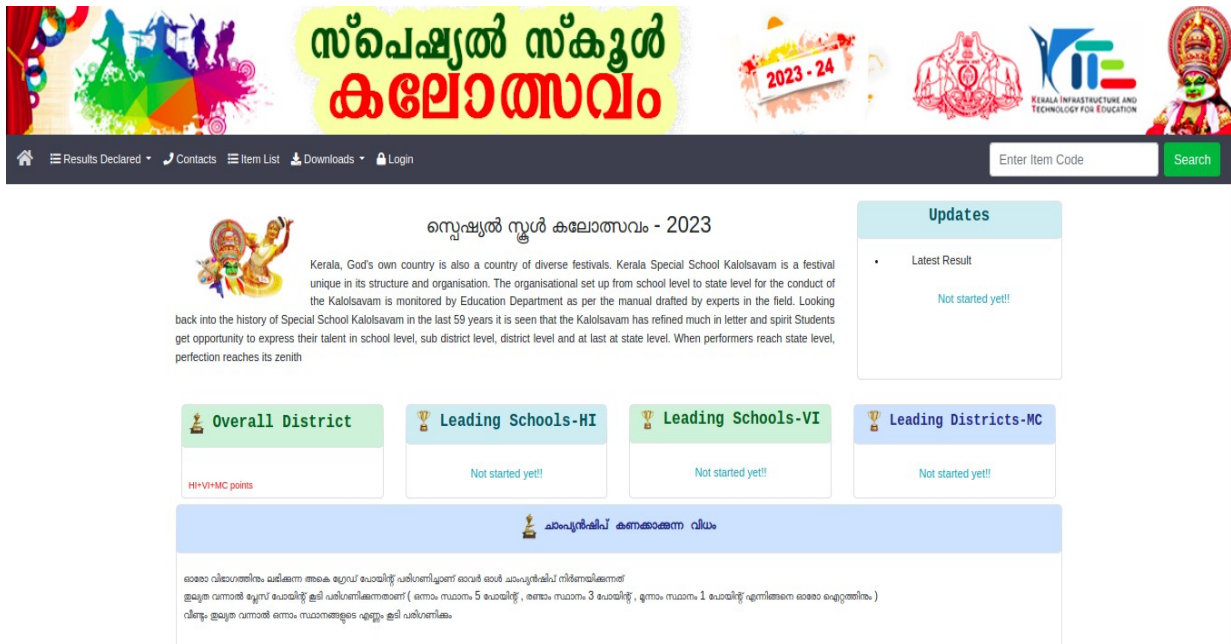 സ്പെഷ്യൽ സ്കൂൾ
കലോത്സവം
2023 - 24
KERALA INFRASTRUCTURE AND
TECHNOLOGY FOR EDUCATION
Results Declared Contacts Item List Downloads Login Enter Item Code Search
സ്പെഷ്യൽ സ്കൂൾ കലോത്സവം - 2023
Kerala, God's own country is also a country of diverse festivals. Kerala Special School Kalolsavam is a festival
unique in its structure and organisation. The organisational set up from school level to state level for the conduct of
the Kalolsavam is monitored by Education Department as per the manual drafted by experts in the field. Looking
back into the history of Special School Kalolsavam in the last 59 years it is seen that the Kalolsavam has refined much in letter and spirit Students
get opportunity to express their talent in school level, sub district level, district level and at last at state level. When performers reach state level,
perfection reaches its zenith
Updates
Latest Result
Not started yet!!
Overall District
HI+VI+MC points
Leading Schools-HI
Not started yet!!
Leading Schools-VI
Not started yet!!
Leading Districts-MC
Not started yet!!
ചാംപ്യൻഷിപ് കണക്കാക്കുന്ന വിധം
ഓരോ വിഭാഗത്തിനും ലഭിക്കുന്ന അകെ ഗ്രേഡ് പോയിന്റ് പരിഗണിച്ചാണ് ഓവർ ഓൾ ചാംപ്യൻഷിപ് നിർണയിക്കുന്നത്
തുല്യത വന്നാൽ പ്ലേസ് പോയിന്റ് കൂടി പരിഗണിക്കുന്നതാണ് ( ഒന്നാം സ്ഥാനം 5 പോയിന്റ് , രണ്ടാം സ്ഥാനം 3 പോയിന്റ് , മൂന്നാം സ്ഥാനം 1 പോയിന്റ് എന്നിങ്ങനെ ഓരോ ഐറ്റത്തിനും )
വീണ്ടും തുല്യത വന്നാൽ ഒന്നാം സ്ഥാനങ്ങളുടെ എണ്ണം കൂടി പരിഗണിക്കും